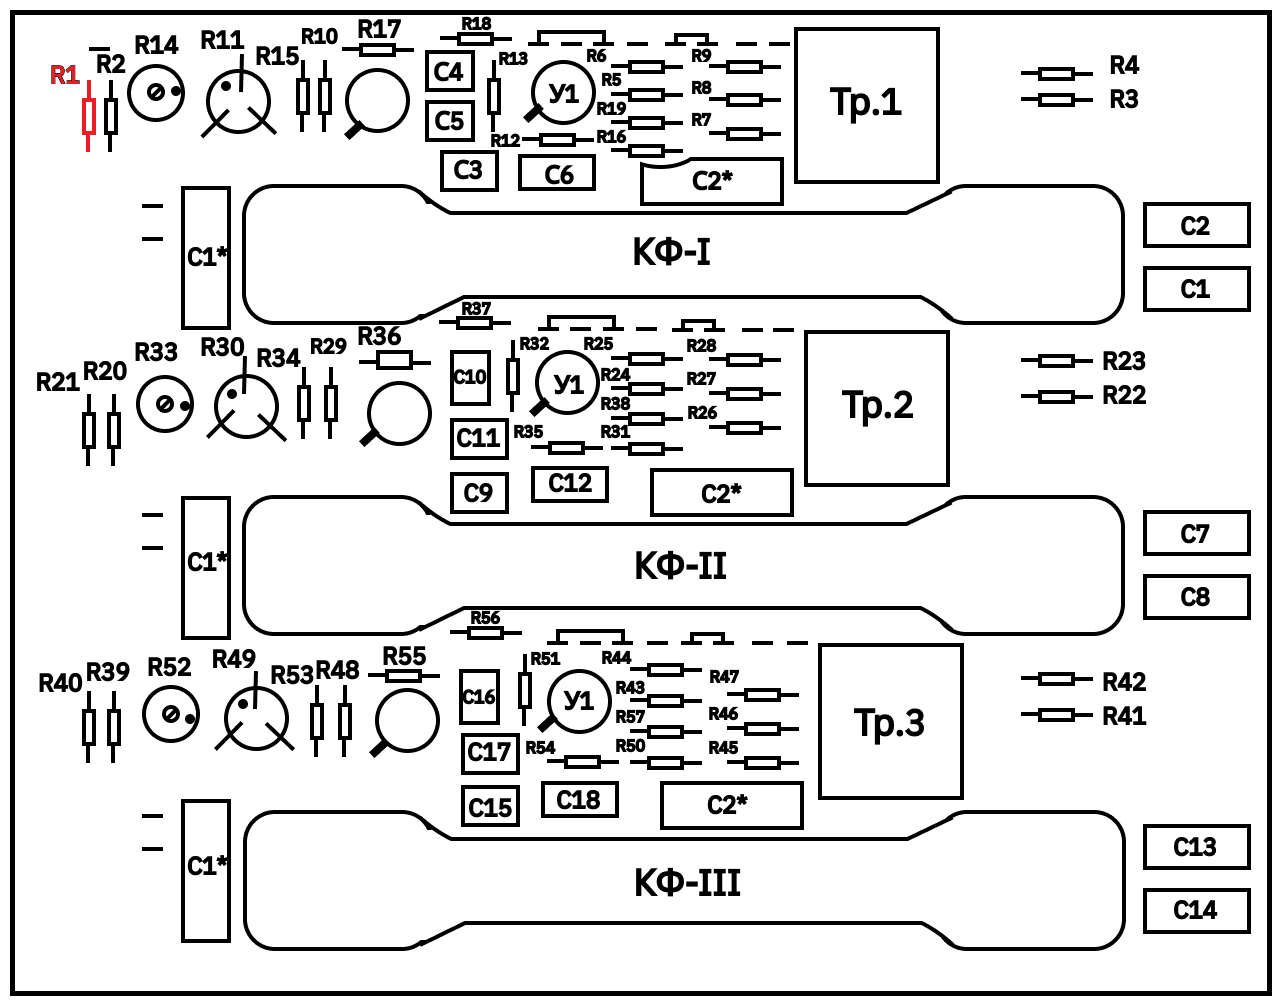 R1
R2
R14
R11
R15
R10
R17
R18
C4
C5
C3
R13
R12
C6
У1
R6
R5
R19
R16
R9
R8
R7
C2*
Тр.1
R4
R3
C1*
КФ-I
C2
C1
R21
R20
R33
R30
R34
R29
R36
R37
C10
C11
C9
R32
R35
C12
У1
R25
R24
R38
R31
R28
R27
R26
C2*
Тр.2
R23
R22
C1*
КФ-II
C7
C8
R40
R39
R52
R49
R53
R48
R55
R56
C16
C17
C15
R51
R54
C18
У1
R44
R43
R57
R50
R47
R46
R45
C2*
Тр.3
R42
R41
C1*
КФ-III
C13
C14